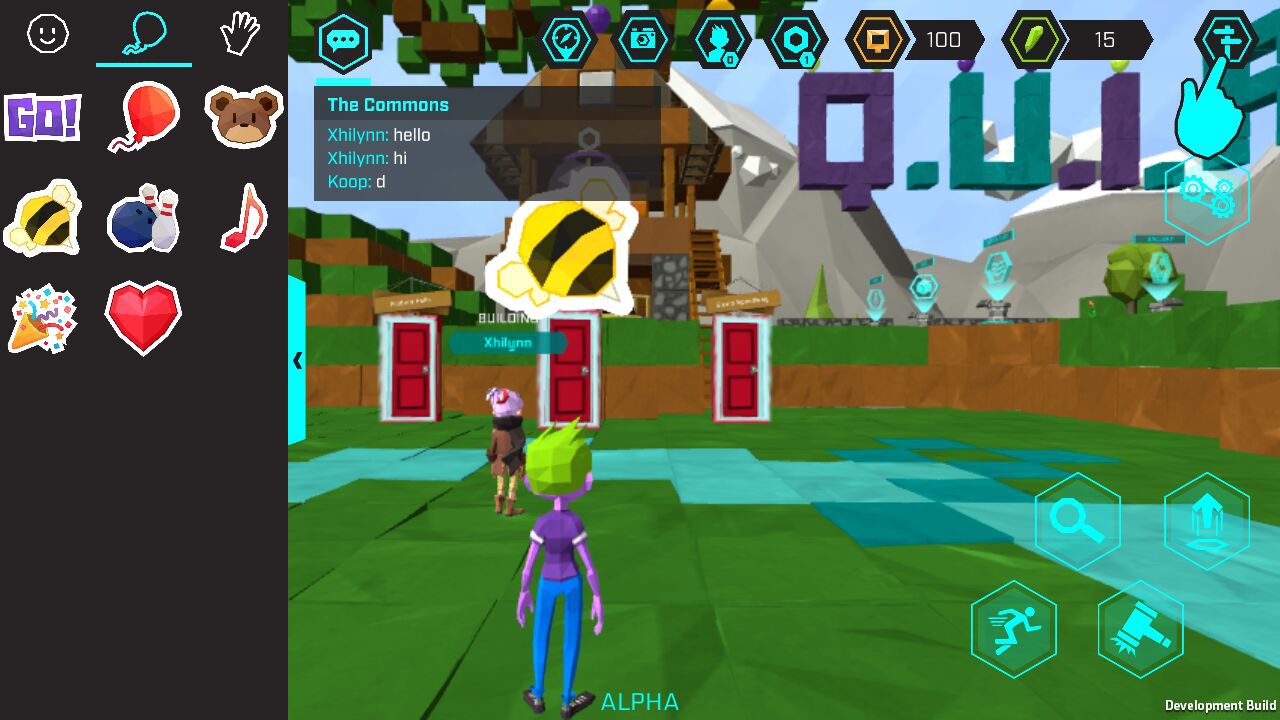 GO!
100
15
The Commons
Xhilynn: hello
Xhilynn: hi
Koop: d
Q.U.I.
BUILDING
Xhilynn
0
1
ALPHA
Development Build